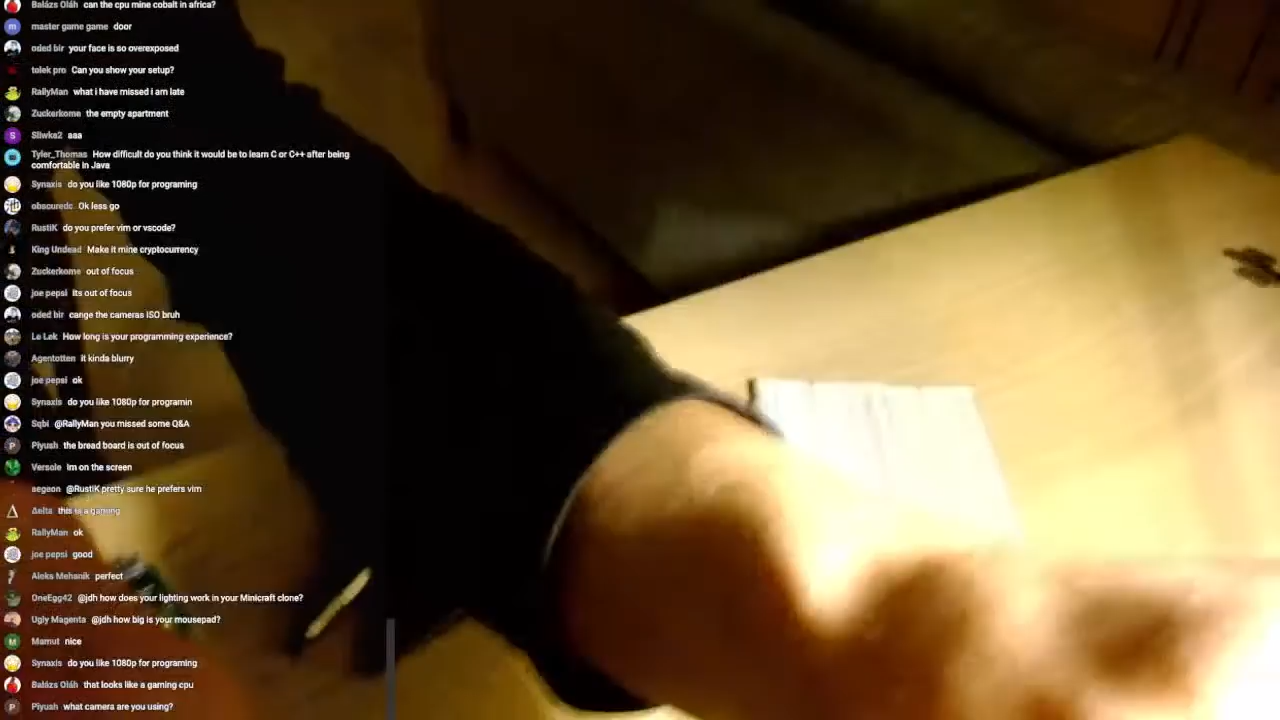 Balázs Oláh can the cpu mine cobalt in africa?
master game game door
oded bir your face is so overexposed
tolek pro Can you show your setup?
RallyMan what i have missed i am late
Zuckerkome the empty apartment
Sliwka2 aaa
Tyler_Thomas How difficult do you think it would be to learn C or C++ after being
comfortable in Java
Synaxis do you like 1080p for programing
obscuredc Ok less go
RustiK do you prefer vim or vscode?
King Undead Make it mine cryptocurrency
Zuckerkome out of focus
joe pepsi its out of focus
oded bir cange the cameras ISO bruh
Le Lek How long is your programming experience?
Agentotten it kinda blurry
joe pepsi ok
Synaxis do you like 1080p for programin
Sqbi @RallyMan you missed some Q&A
Piyush the bread board is out of focus
Versole Im on the screen
aegeon @RustiK pretty sure he prefers vim
Δelta this is a gaming
RallyMan ok
joe pepsi good
Aleks Mehanik perfect
OneEgg42 @jdh how does your lighting work in your Minicraft clone?
Ugly Magenta @jdh how big is your mousepad?
Mamut nice
Synaxis do you like 1080p for programing
Balázs Oláh that looks like a gaming cpu
Piyush what camera are you using?